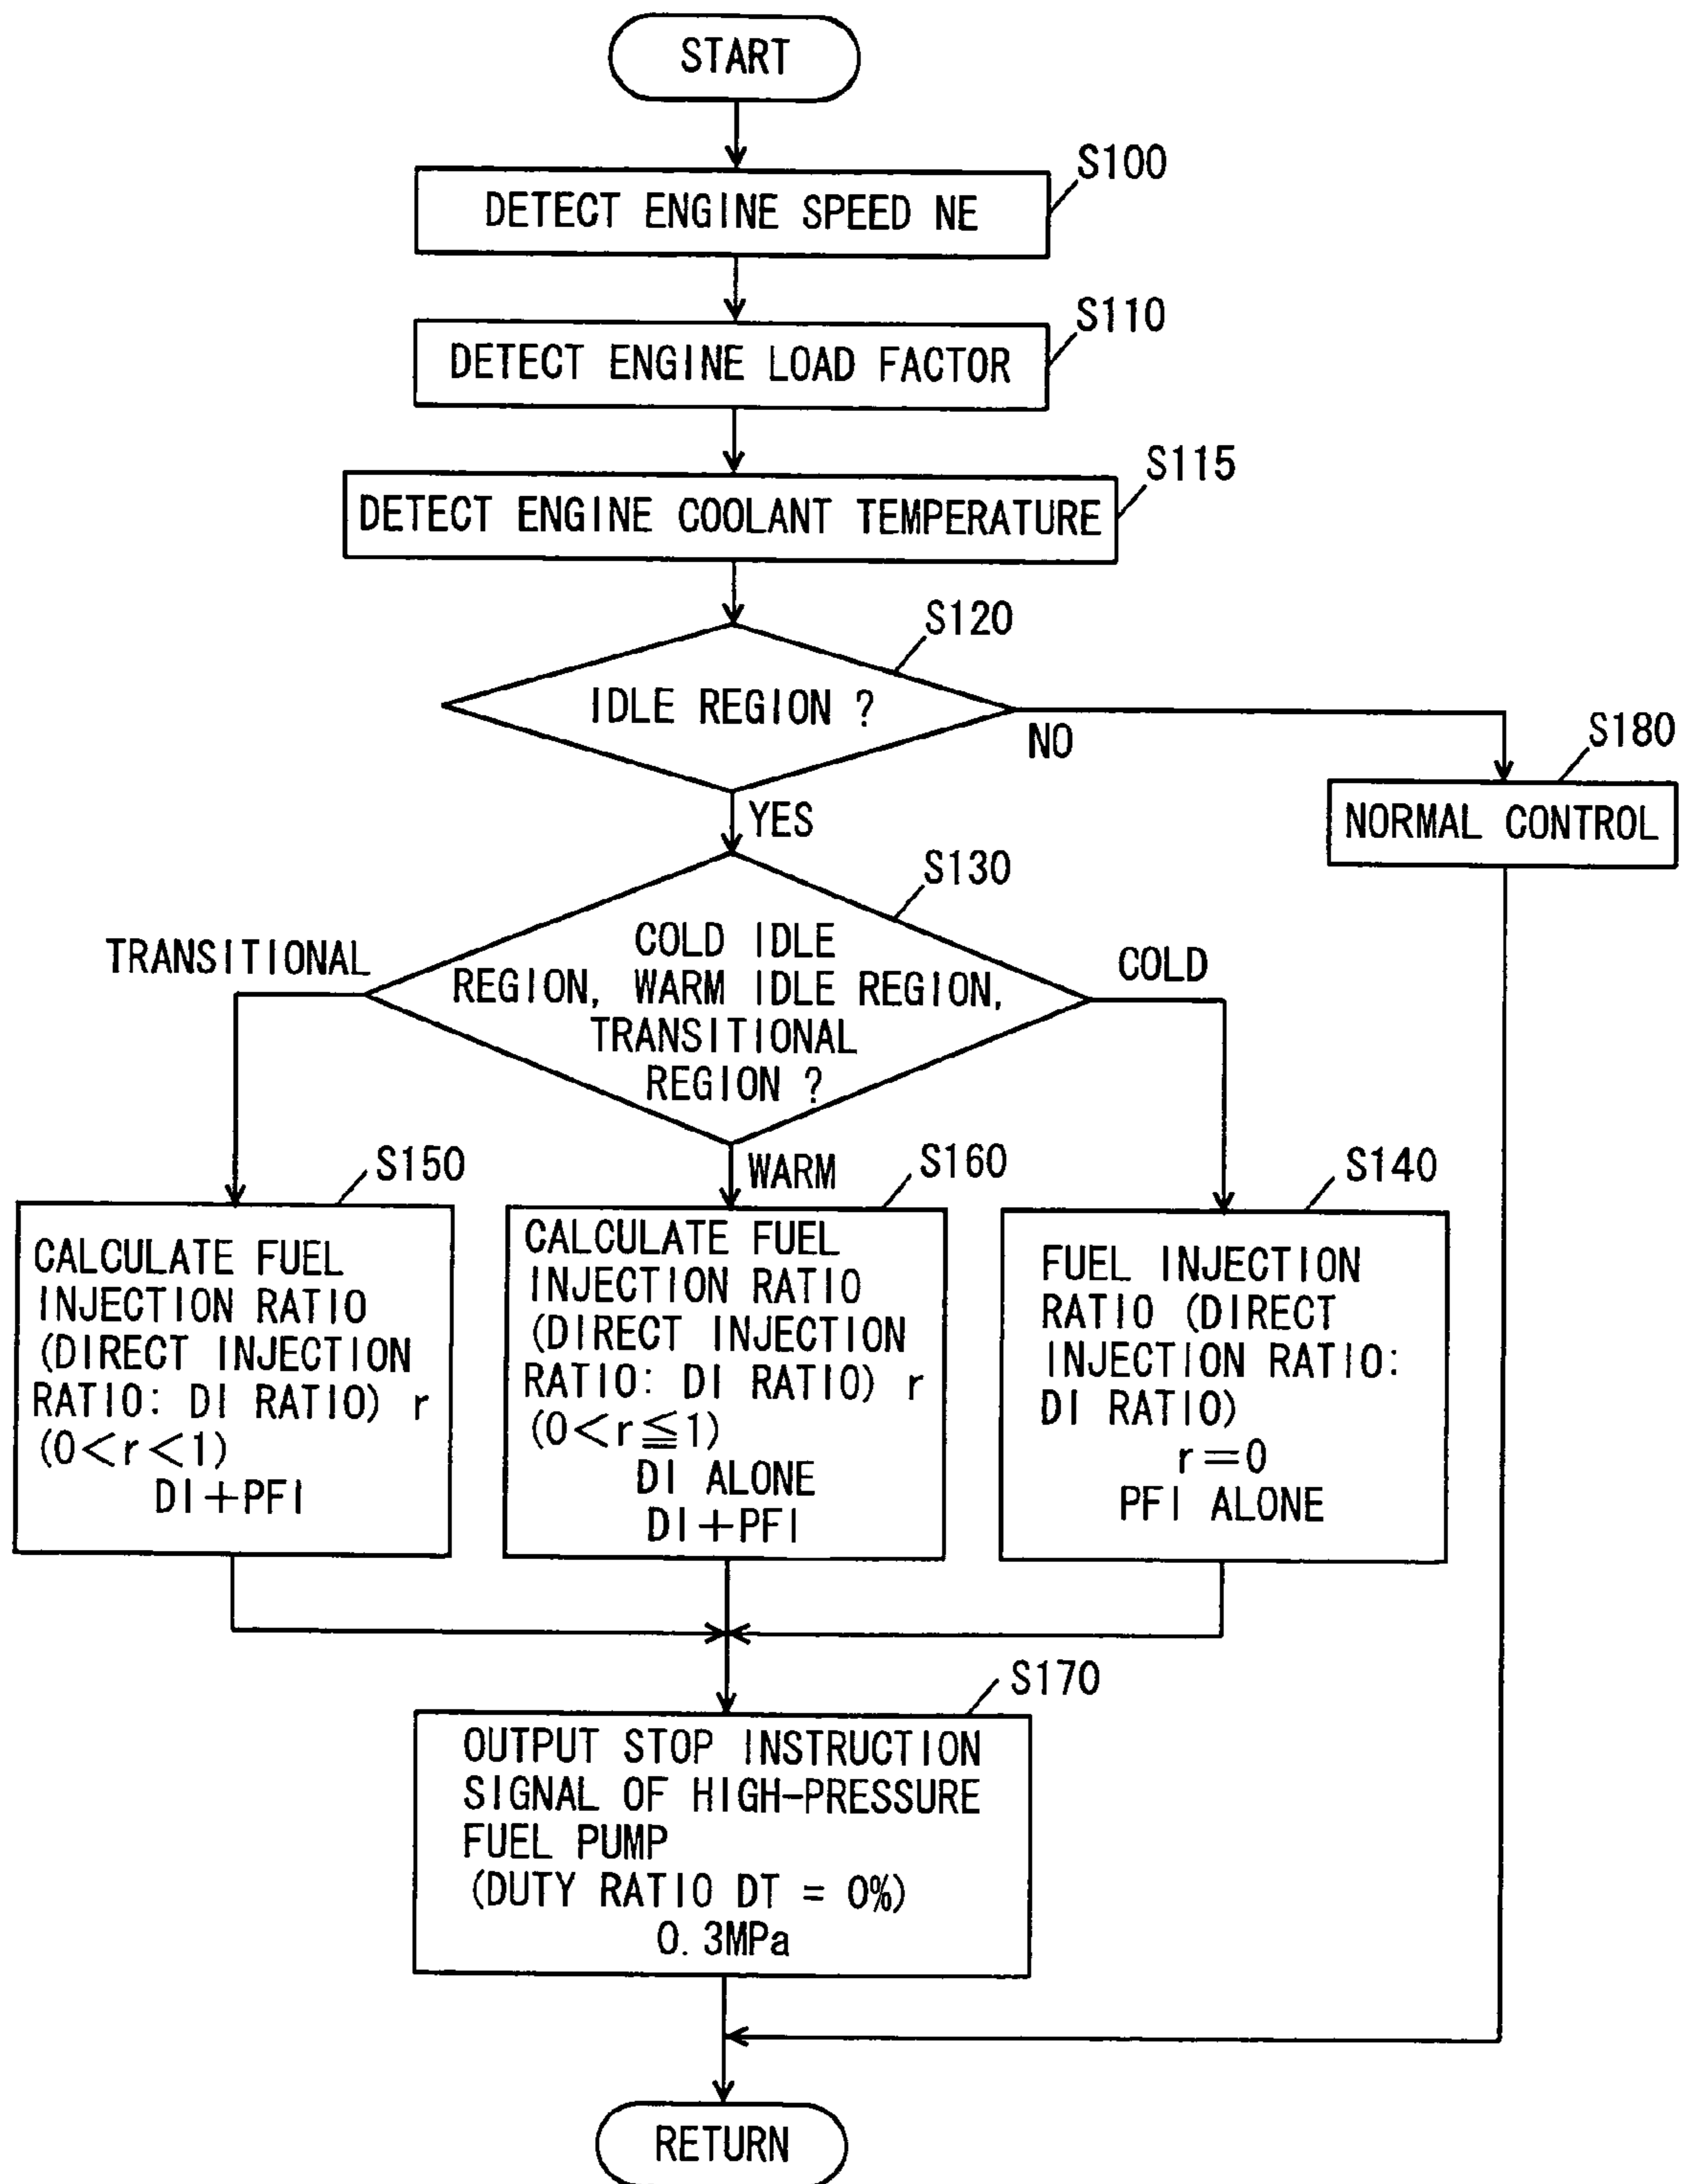 START
S100
DETECT ENGINE SPEED NE
S110
DETECT ENGINE LOAD FACTOR
S115
DETECT ENGINE COOLANT TEMPERATURE
S120
IDLE REGION ?
NO
S180
NORMAL CONTROL
YES
S130
TRANSITIONAL
COLD IDLE
REGION, WARM IDLE REGION,
TRANSITIONAL
REGION ?
COLD
WARM
S150
CALCULATE FUEL
INJECTION RATIO
(DIRECT INJECTION
RATIO: DI RATIO) r
(0<r<1)
DI+PFI
S160
CALCULATE FUEL
INJECTION RATIO
(DIRECT INJECTION
RATIO: DI RATIO) r
(0<r≦1)
DI ALONE
DI+PFI
S140
FUEL INJECTION
RATIO (DIRECT
INJECTION RATIO:
DI RATIO)
r=0
PFI ALONE
S170
OUTPUT STOP INSTRUCTION
SIGNAL OF HIGH-PRESSURE
FUEL PUMP
(DUTY RATIO DT = 0%)
0.3MPa
RETURN